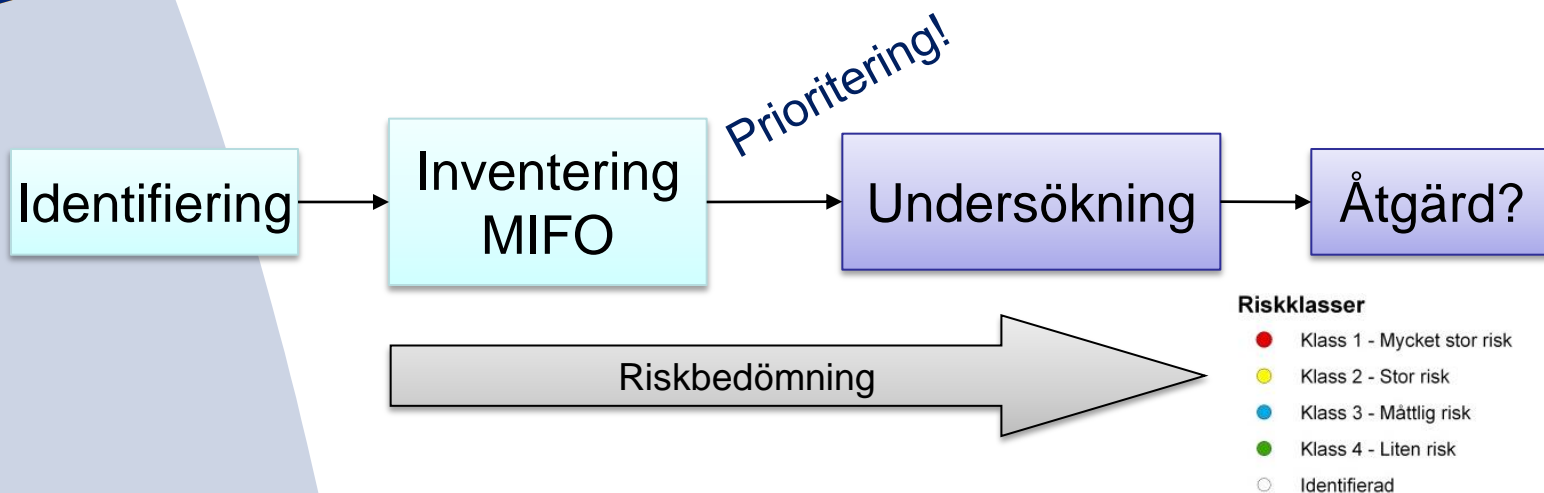 Prioritering!
Identifiering
Inventering
MIFO
Undersökning
Åtgärd?
Riskbedömning
Riskklasser
Klass 1 - Mycket stor risk
Klass 2 - Stor risk
Klass 3 - Måttlig risk
Klass 4 - Liten risk
Identifierad